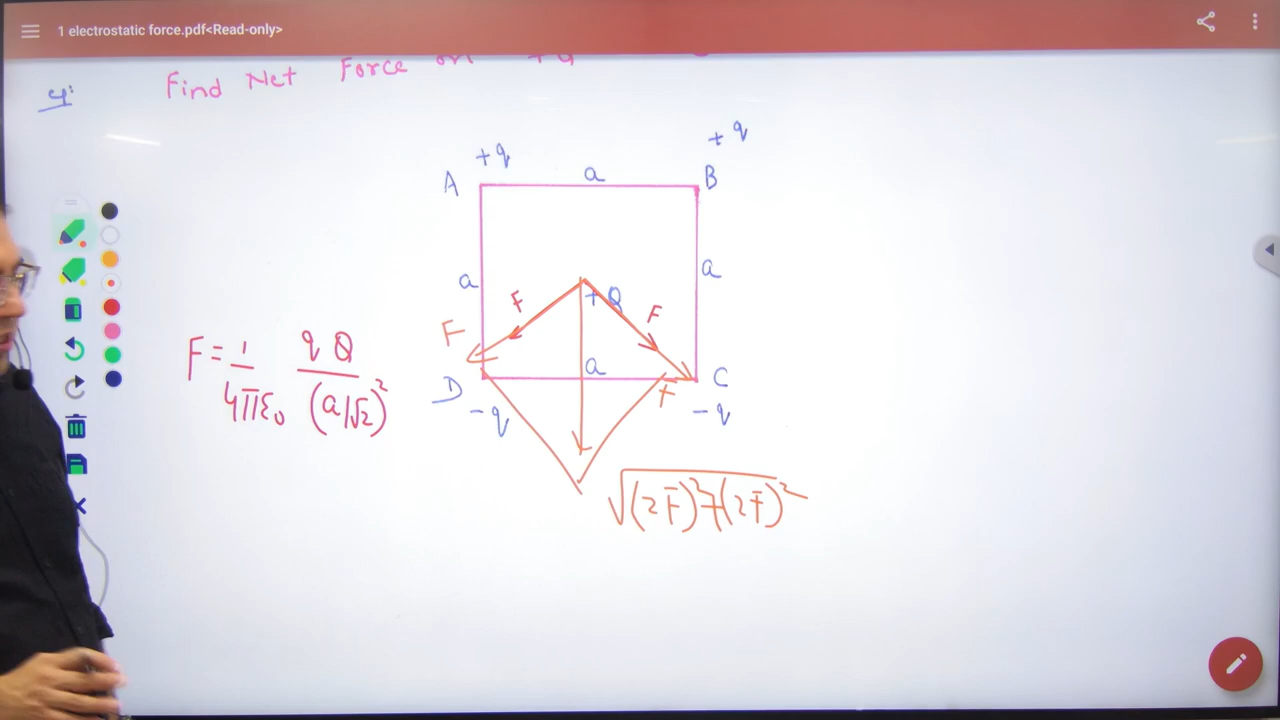 1 electrostatic force.pdf<Read-only>
4:
Find Net Force on +Q
+q
+q
A
a
B
a
a
+Q
F
F
F
F = 1/4πε₀ qQ/(a/√2)²
a
D
C
F
-q
-q
√(2F)²+(2F)²